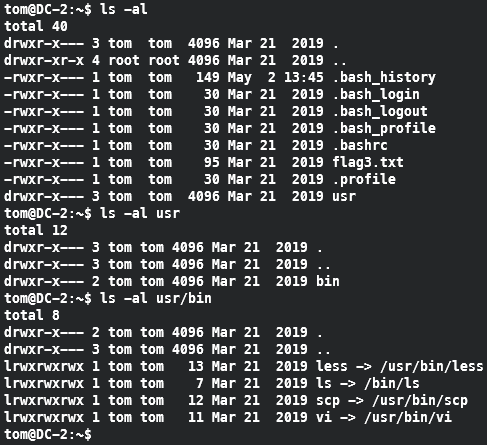 tom@DC-2:~$ ls -al
total 40
drwxr-x--- 3 tom  tom  4096 Mar 21  2019 .
drwxr-xr-x 4 root root 4096 Mar 21  2019 ..
-rwxr-x--- 1 tom  tom   149 May  2 13:45 .bash_history
-rwxr-x--- 1 tom  tom    30 Mar 21  2019 .bash_login
-rwxr-x--- 1 tom  tom    30 Mar 21  2019 .bash_logout
-rwxr-x--- 1 tom  tom    30 Mar 21  2019 .bash_profile
-rwxr-x--- 1 tom  tom    30 Mar 21  2019 .bashrc
-rwxr-x--- 1 tom  tom    95 Mar 21  2019 flag3.txt
-rwxr-x--- 1 tom  tom    30 Mar 21  2019 .profile
drwxr-x--- 3 tom  tom  4096 Mar 21  2019 usr
tom@DC-2:~$ ls -al usr
total 12
drwxr-x--- 3 tom tom 4096 Mar 21  2019 .
drwxr-x--- 3 tom tom 4096 Mar 21  2019 ..
drwxr-x--- 2 tom tom 4096 Mar 21  2019 bin
tom@DC-2:~$ ls -al usr/bin
total 8
drwxr-x--- 2 tom tom 4096 Mar 21  2019 .
drwxr-x--- 3 tom tom 4096 Mar 21  2019 ..
lrwxrwxrwx 1 tom tom   13 Mar 21  2019 less -> /usr/bin/less
lrwxrwxrwx 1 tom tom    7 Mar 21  2019 ls -> /bin/ls
lrwxrwxrwx 1 tom tom   12 Mar 21  2019 scp -> /usr/bin/scp
lrwxrwxrwx 1 tom tom   11 Mar 21  2019 vi -> /usr/bin/vi
tom@DC-2:~$